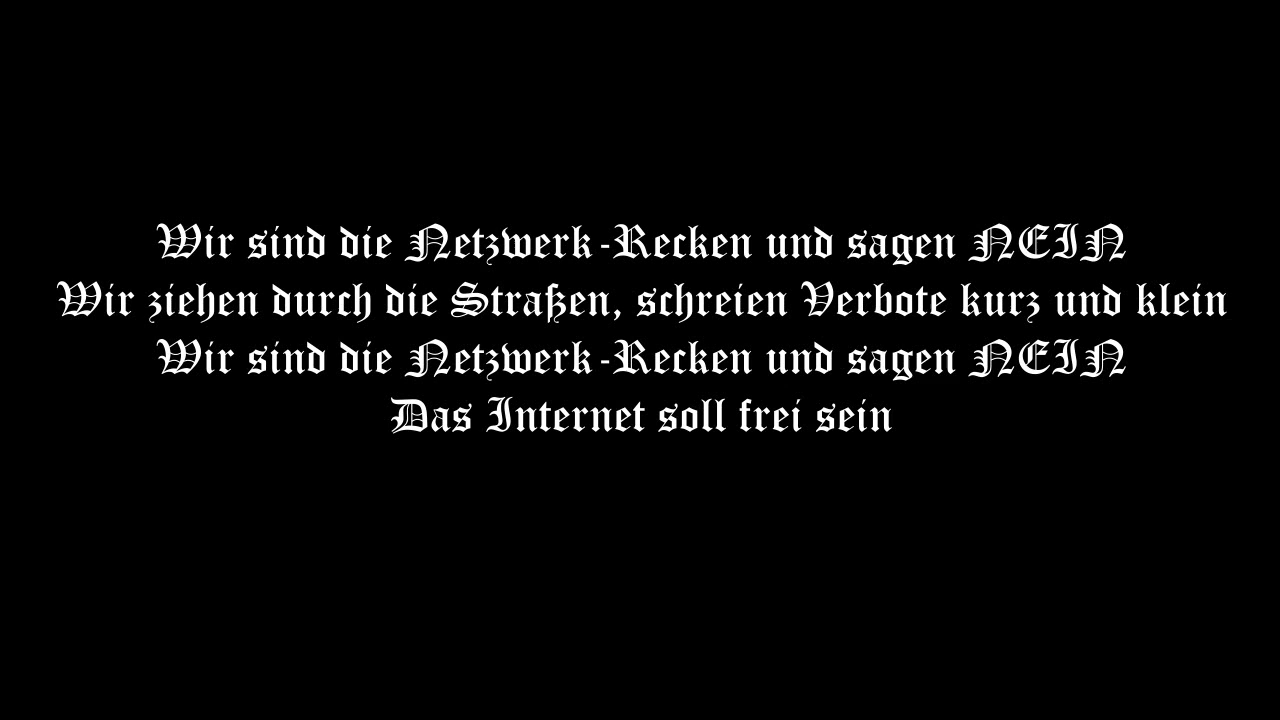 Wir sind die Netzwerk-Recken und sagen NEIN
Wir ziehen durch die Straßen, schreien Verbote kurz und klein
Wir sind die Netzwerk-Recken und sagen NEIN
Das Internet soll frei sein